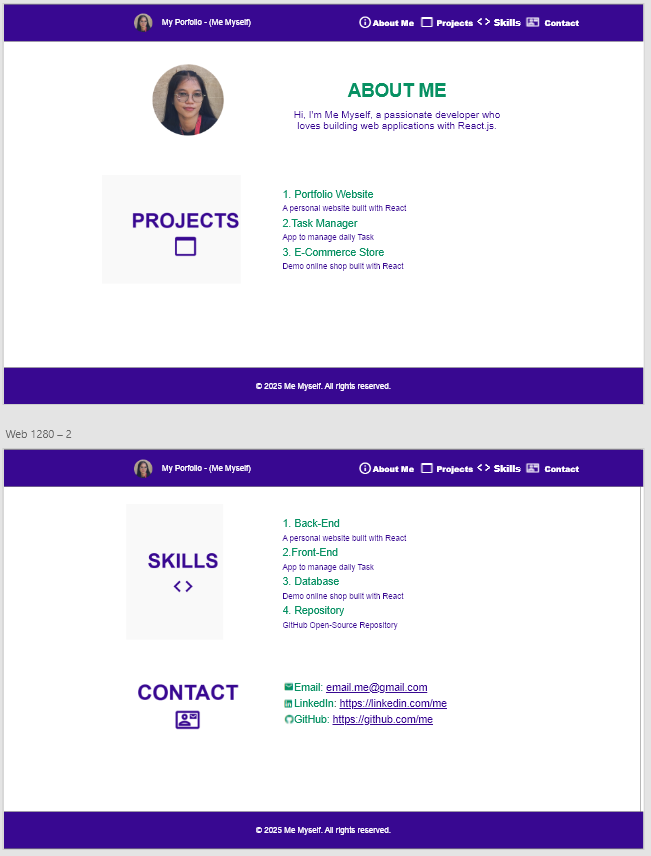 My Porfolio - (Me Myself) About Me Projects Skills Contact
ABOUT ME
Hi, I'm Me Myself, a passionate developer who
loves building web applications with React.js.
PROJECTS
1. Portfolio Website
A personal website built with React
2.Task Manager
App to manage daily Task
3. E-Commerce Store
Demo online shop built with React
© 2025 Me Myself. All rights reserved.
Web 1280 – 2
My Porfolio - (Me Myself) About Me Projects Skills Contact
SKILLS
1. Back-End
A personal website built with React
2.Front-End
App to manage daily Task
3. Database
Demo online shop built with React
4. Repository
GitHub Open-Source Repository
CONTACT
Email: email.me@gmail.com
LinkedIn: https://linkedin.com/me
GitHub: https://github.com/me
© 2025 Me Myself. All rights reserved.